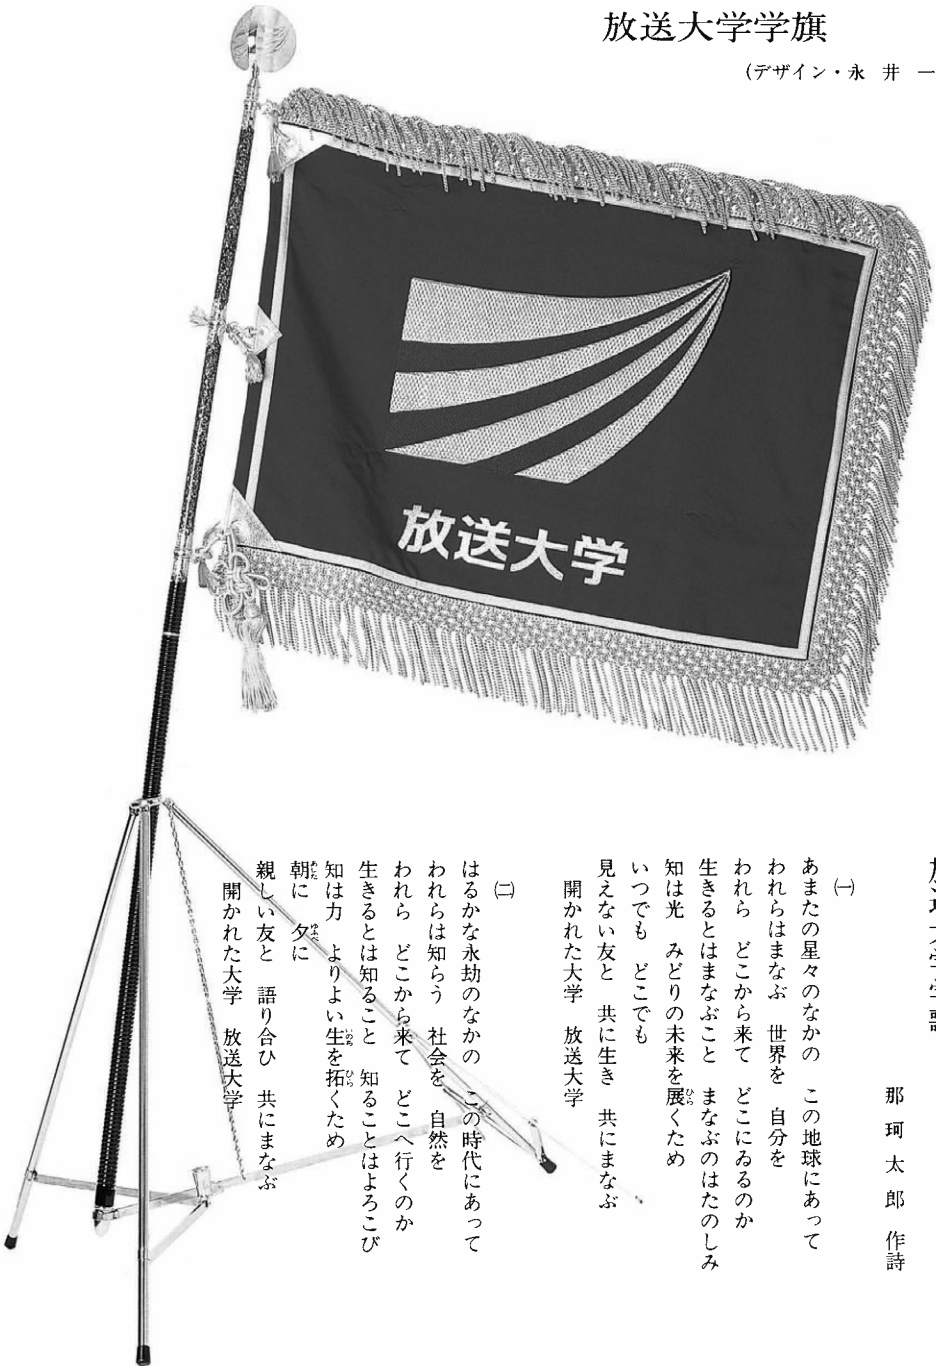 放送大学学旗
(デザイン・永 井 一
放送大学
那 珂 太 郎 作詩
㈠
あまたの星々のなかの この地球にあって
われらはまなぶ 世界を 自分を
われら どこから来て どこにゐるのか
生きるとはまなぶこと まなぶのはたのしみ
知は光 みどりの未来を展くため
いつでも どこでも
見えない友と 共に生き 共にまなぶ
開かれた大学 放送大学
㈡
はるかな永劫のなかの この時代にあって
われらは知らう 社会を 自然を
われら どこから来て どこへ行くのか
生きるとは知ること 知ることはよろこび
知は力 よりよい生を拓くため
朝に 夕に
親しい友と 語り合ひ 共にまなぶ
開かれた大学 放送大学